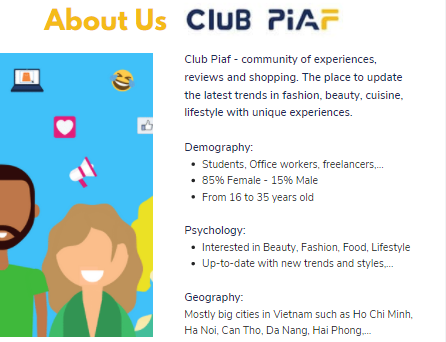 About Us CluB PiAF
Club Piaf - community of experiences,
reviews and shopping. The place to update
the latest trends in fashion, beauty, cuisine,
lifestyle with unique experiences.
Demography:
• Students, Office workers, freelancers,...
• 85% Female - 15% Male
• From 16 to 35 years old
Psychology:
• Interested in Beauty, Fashion, Food, Lifestyle
• Up-to-date with new trends and styles,...
Geography:
Mostly big cities in Vietnam such as Ho Chi Minh,
Ha Noi, Can Tho, Da Nang, Hai Phong,...